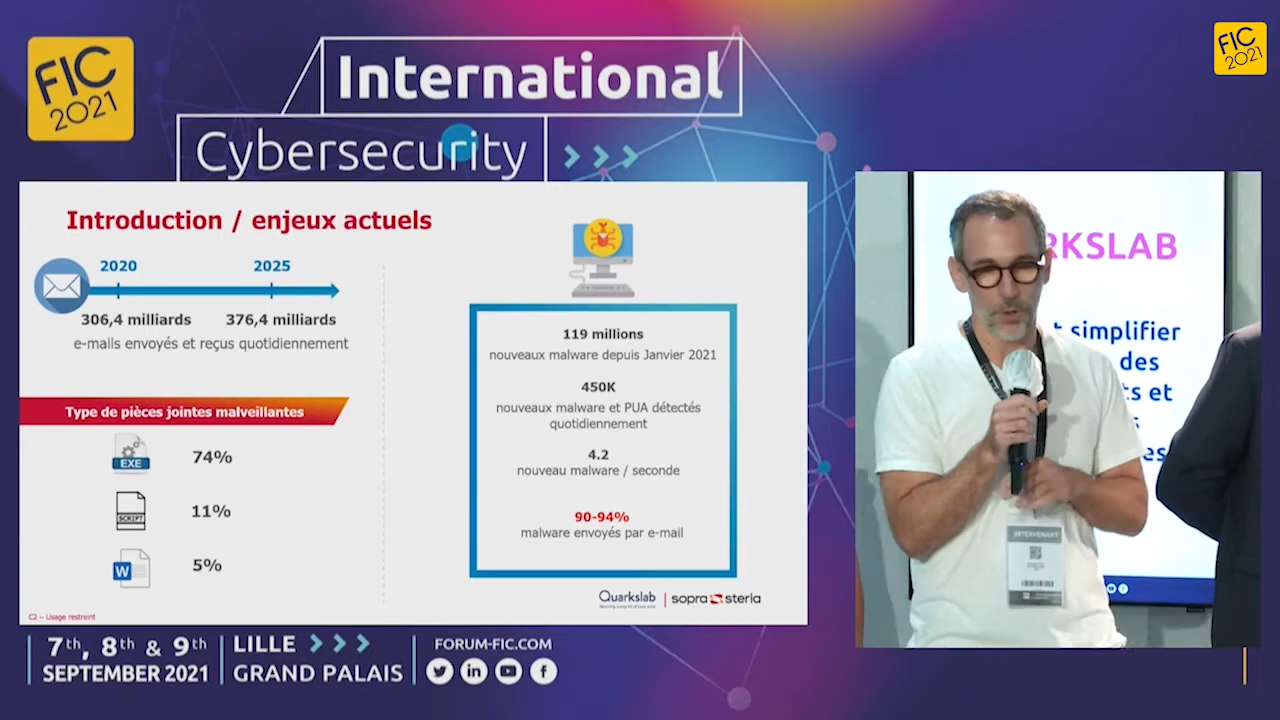 FIC
2021
International
Cybersecurity
FIC
2021
Introduction / enjeux actuels
2020
2025
306,4 milliards
376,4 milliards
e-mails envoyés et reçus quotidiennement
Type de pièces jointes malveillantes
EXE
74%
SCRIPT
11%
W
5%
119 millions
nouveaux malware depuis Janvier 2021
450K
nouveaux malware et PUA détectés
quotidiennement
4.2
nouveau malware / seconde
90-94%
malware envoyés par e-mail
Quarkslab
sopra steria
C2 – Usage restreint
RKSLAB
t simplifier
des
ts et
s
es
INTERVENANT
7th, 8th & 9th
SEPTEMBER 2021
LILLE
GRAND PALAIS
FORUM-FIC.COM